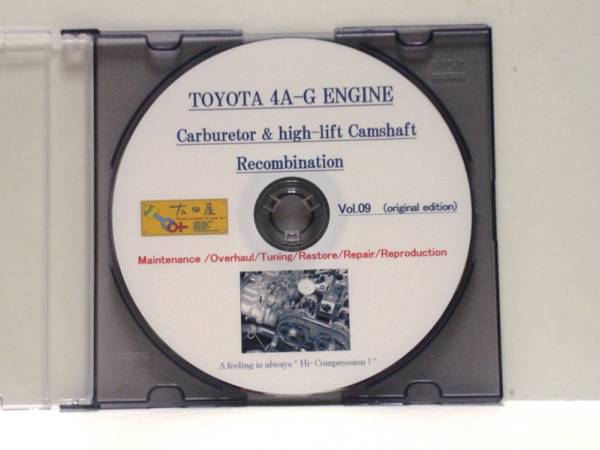 TOYOTA 4A-G ENGINE
Carburetor & high-lift Camshaft
Recombination
Vol.09 (original edition)
Maintenance /Overhaul/Tuning/Restore/Repair/Reproduction
A feeling is always " Hi- Compression ! "